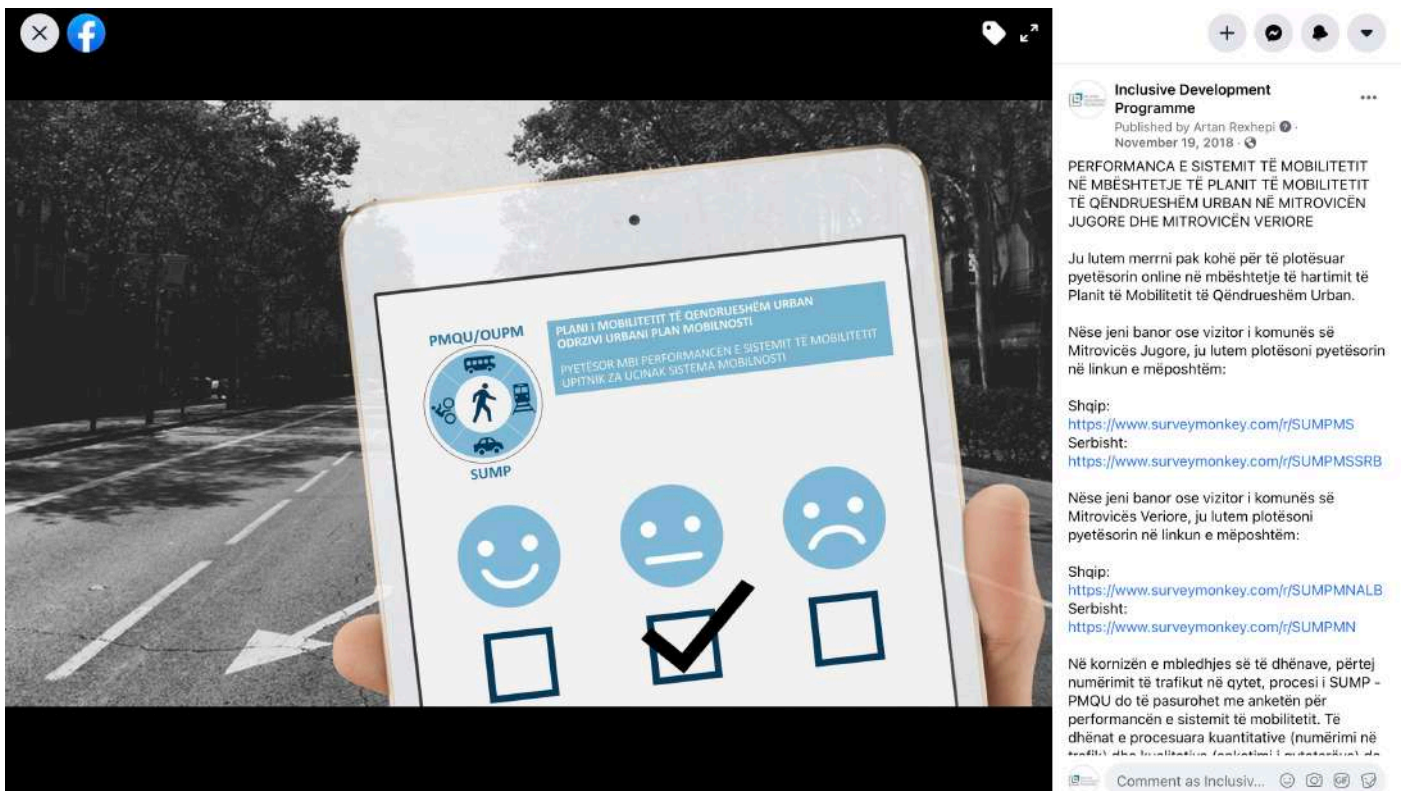 PMQU/OUPM
SUMP
PLANI I MOBILITETIT TË QENDRUESHËM URBAN
ODRZIVI URBANI PLAN MOBILNOSTI
PYETËSOR MBI PERFORMANCEN E SISTEMIT TË MOBILITETIT
UPITNIK ZA UCINAK SISTEMA MOBILNOSTI
Inclusive Development
Programme
Published by Artan Rexhepi
November 19, 2018
PERFORMANCA E SISTEMIT TË MOBILITETIT
NË MBËSHTETJE TË PLANIT TË MOBILITETIT
TË QËNDRUESHËM URBAN NË MITROVICËN
JUGORE DHE MITROVICËN VERIORE
Ju lutem merrni pak kohë për të plotësuar
pyetësorin online në mbështetje të hartimit të
Planit të Mobilitetit të Qëndrueshëm Urban.
Nëse jeni banor ose vizitor i komunës së
Mitrovicës Jugore, ju lutem plotësoni pyetësorin
në linkun e mëposhtëm:
Shqip:
https://www.surveymonkey.com/r/SUMPMS
Serbisht:
https://www.surveymonkey.com/r/SUMPMSSRB
Nëse jeni banor ose vizitor i komunës së
Mitrovicës Veriore, ju lutem plotësoni
pyetësorin në linkun e mëposhtëm:
Shqip:
https://www.surveymonkey.com/r/SUMPMNALB
Serbisht:
https://www.surveymonkey.com/r/SUMPMN
Në kornizën e mbledhjes së të dhënave, përtej
numërimit të trafikut në qytet, procesi i SUMP -
PMQU do të pasurohet me anketën për
performancën e sistemit të mobilitetit. Të
dhënat e procesuara kuantitative (numërimi në
Comment as Inclusiv...
GIF